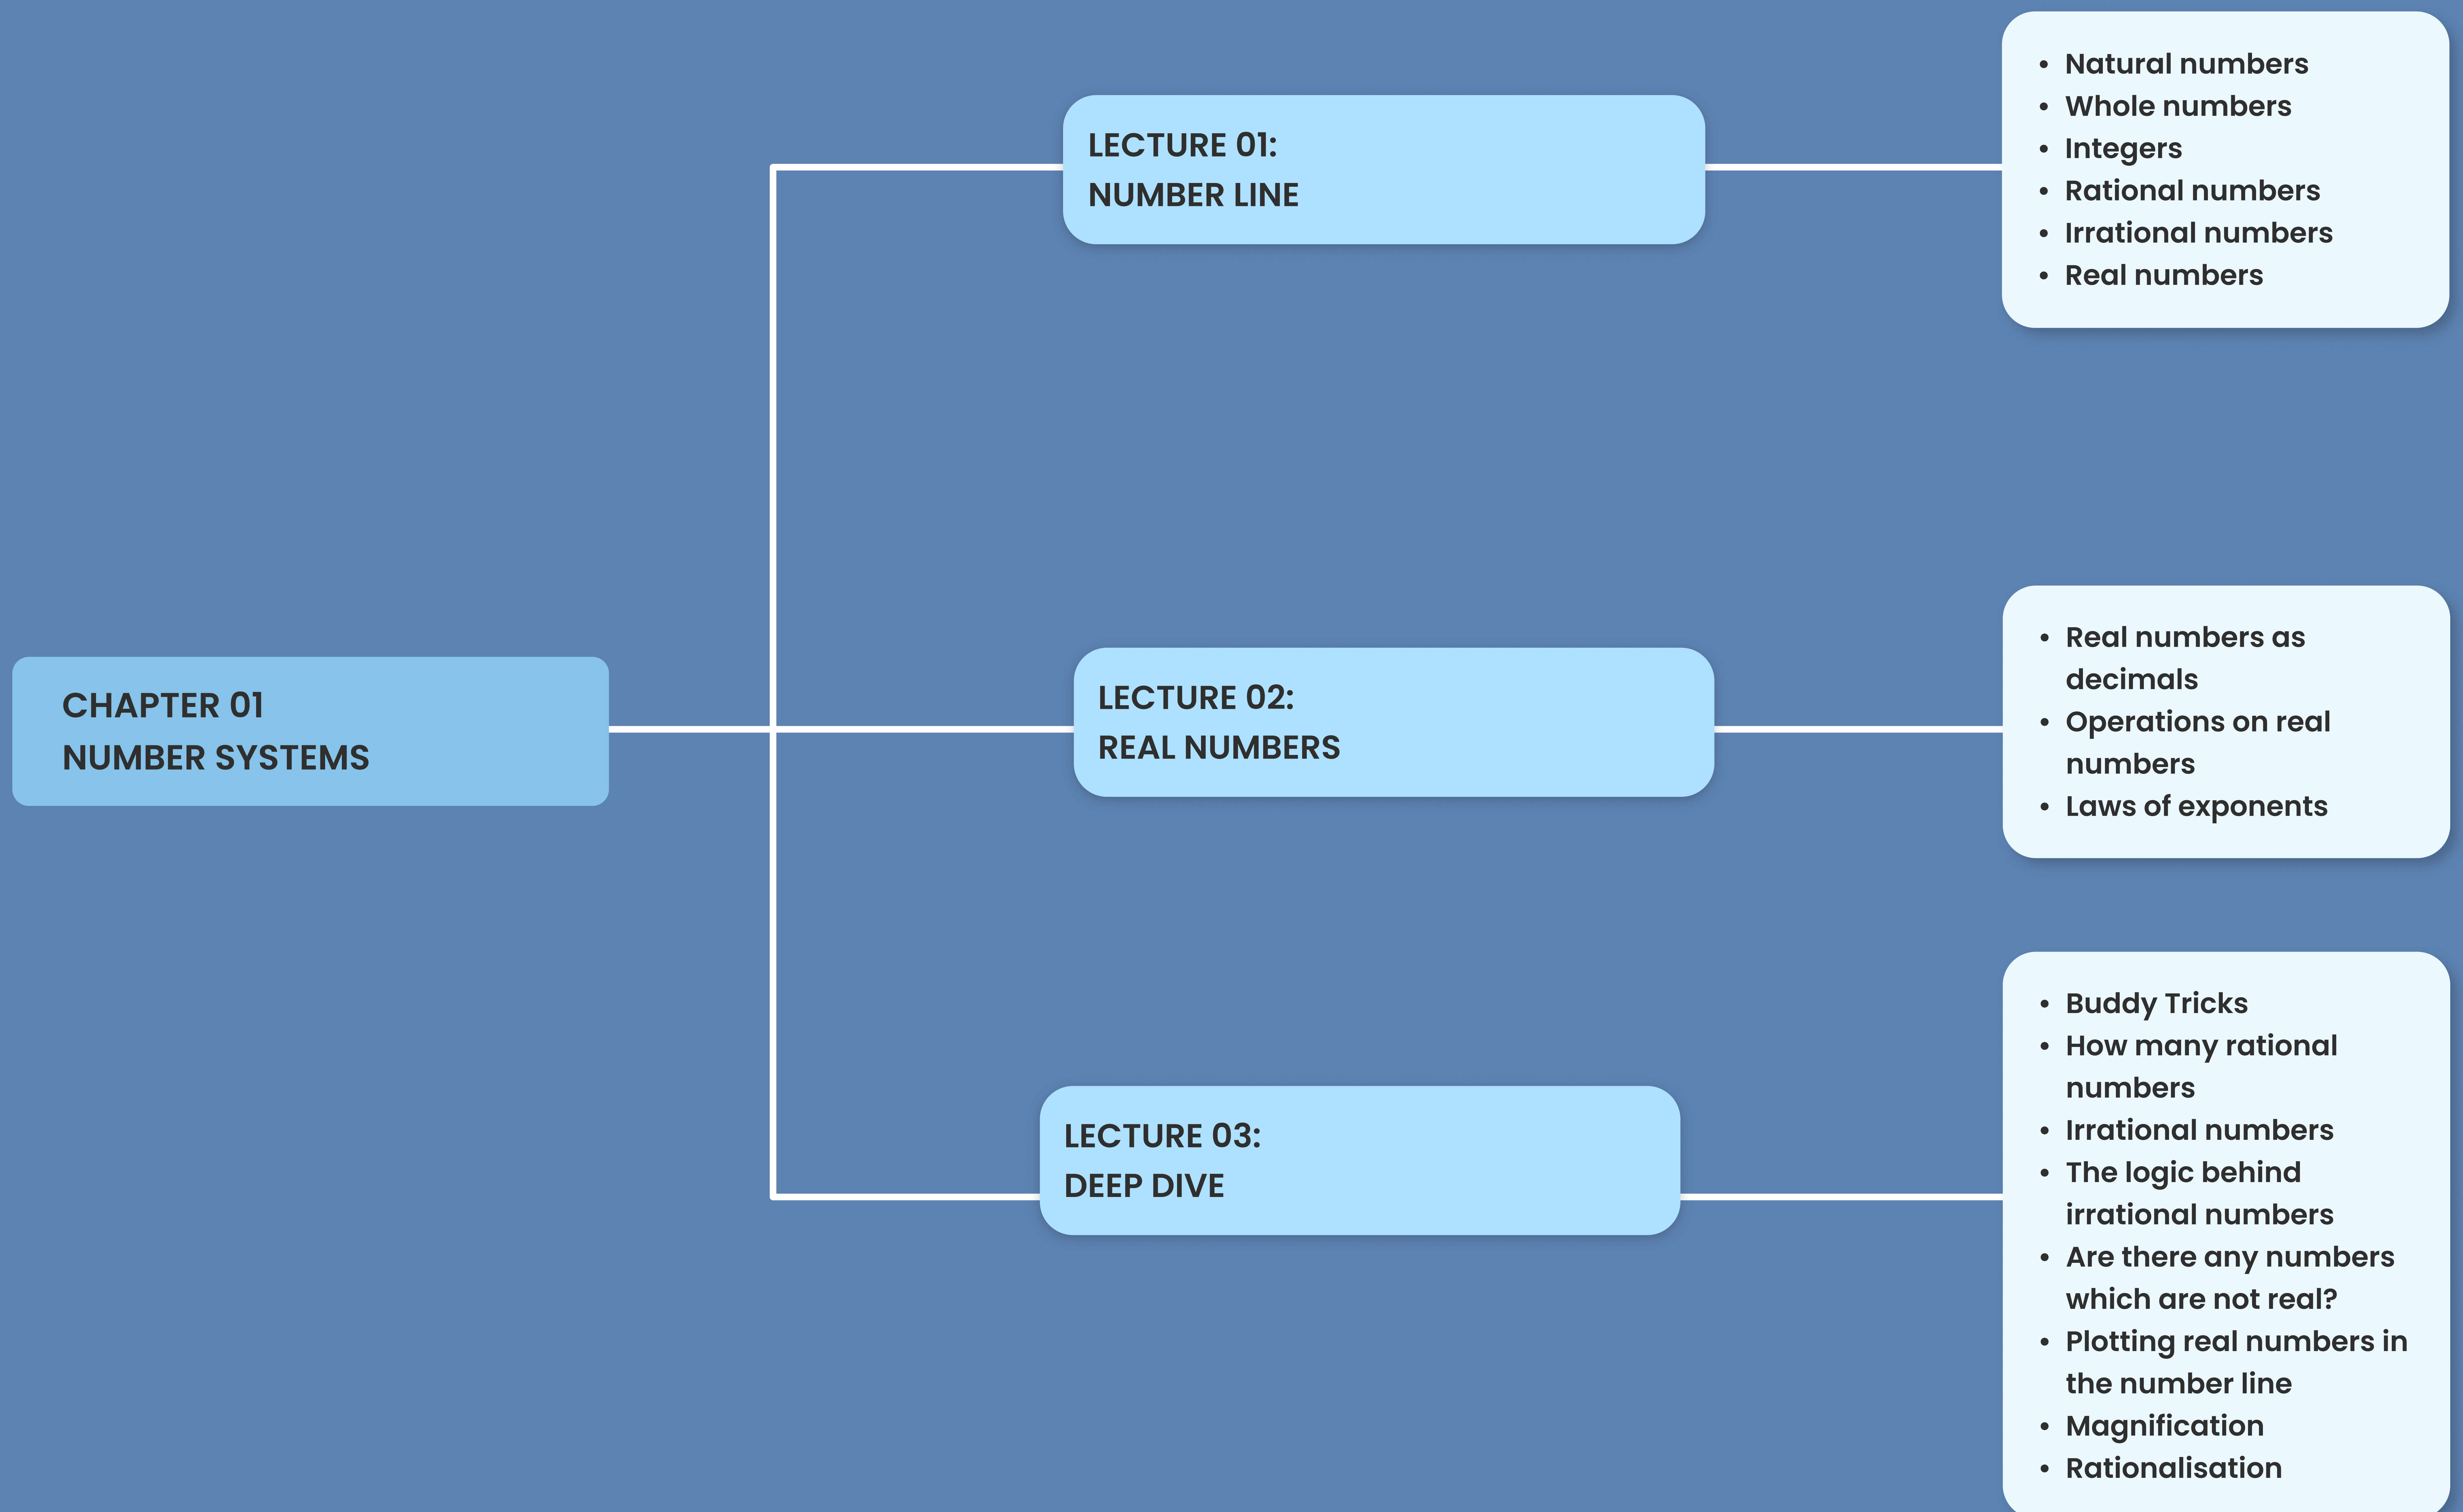 CHAPTER 01
NUMBER SYSTEMS
LECTURE 01:
NUMBER LINE
• Natural numbers
• Whole numbers
• Integers
• Rational numbers
• Irrational numbers
• Real numbers
LECTURE 02:
REAL NUMBERS
• Real numbers as
decimals
• Operations on real
numbers
• Laws of exponents
LECTURE 03:
DEEP DIVE
• Buddy Tricks
• How many rational
numbers
• Irrational numbers
• The logic behind
irrational numbers
• Are there any numbers
which are not real?
• Plotting real numbers in
the number line
• Magnification
• Rationalisation